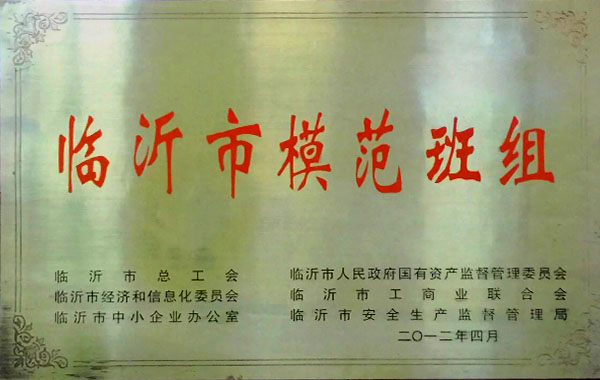 临沂市模范班组
临沂市总工会
临沂市经济和信息化委员会
临沂市中小企业办公室
临沂市人民政府国有资产监督管理委员会
临沂市工商业联合会
临沂市安全生产监督管理局
二〇一二年四月